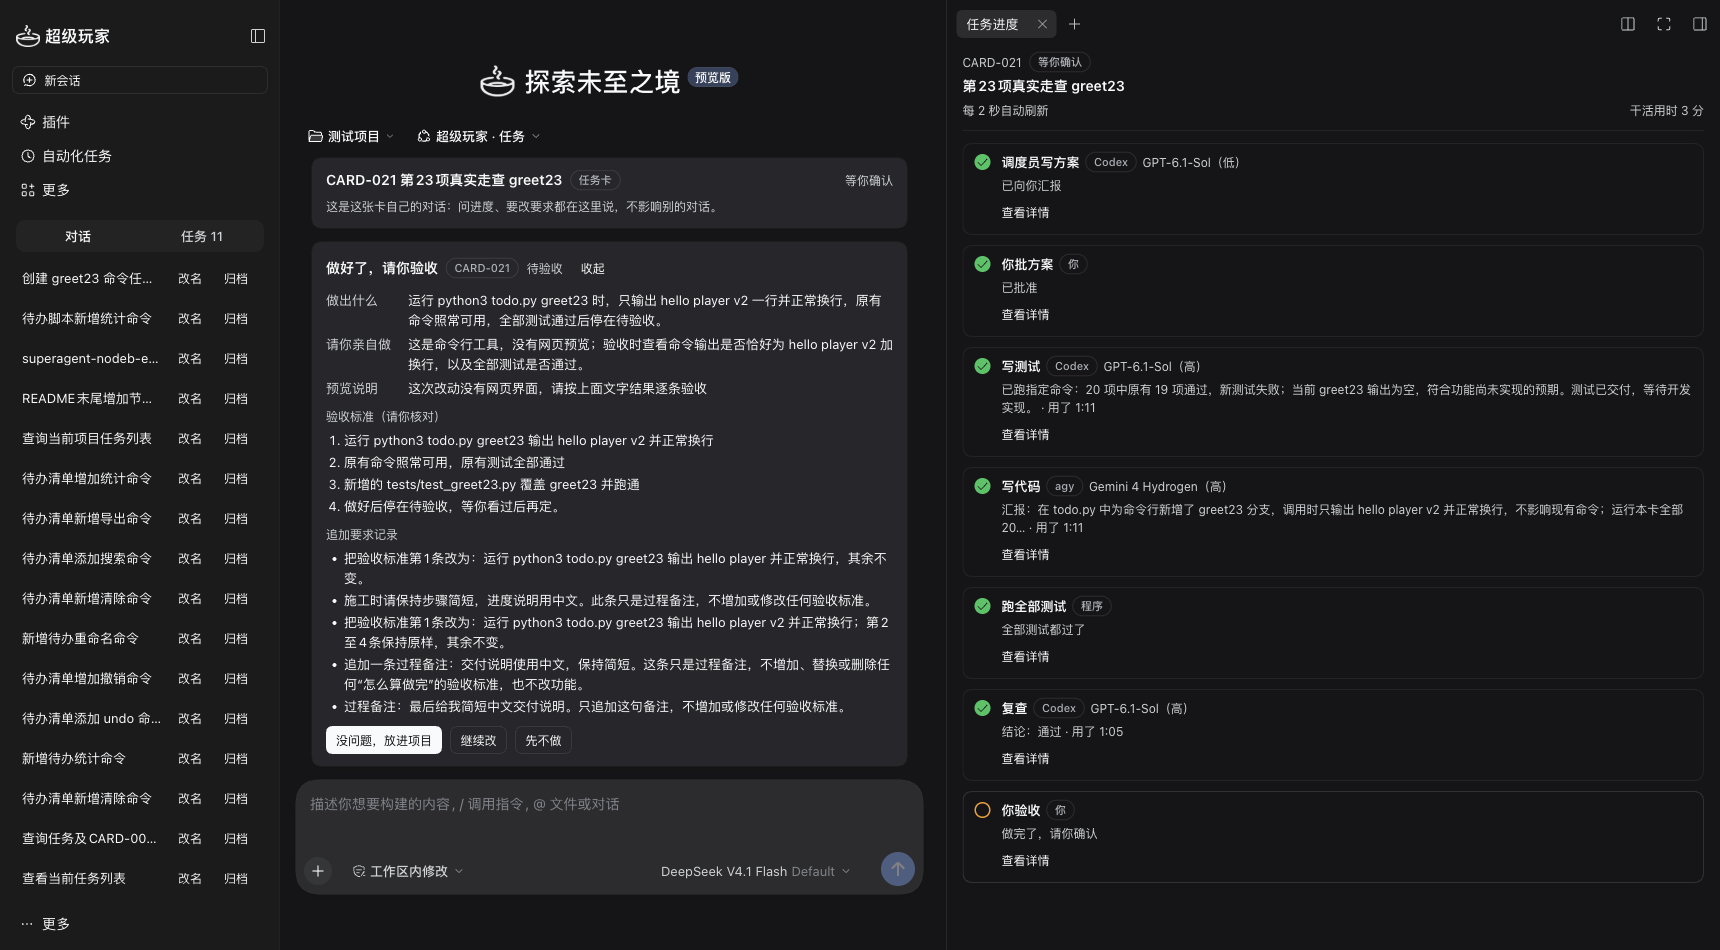 超级玩家
新会话
插件
自动化任务
更多
对话 任务 11
创建 greet23 命令任... 改名 归档
待办脚本新增统计命令 改名 归档
superagent-nodeb-e... 改名 归档
README 末尾增加节... 改名 归档
查询当前项目任务列表 改名 归档
待办清单增加统计命令 改名 归档
待办清单新增导出命令 改名 归档
待办清单添加搜索命令 改名 归档
待办清单新增清除命令 改名 归档
新增待办重命名命令 改名 归档
待办清单增加撤销命令 改名 归档
待办清单添加 undo 命... 改名 归档
新增待办统计命令 改名 归档
待办清单新增清除命令 改名 归档
查询任务及 CARD-00... 改名 归档
查看当前任务列表 改名 归档
... 更多
探索未至之境 预览版
测试项目 超级玩家 · 任务
CARD-021 第 23 项真实走查 greet23 任务卡 等你确认
这是这张卡自己的对话：问进度、要改要求都在这里说，不影响别的对话。
做好了，请你验收 CARD-021 待验收 收起
做出什么 运行 python3 todo.py greet23 时，只输出 hello player v2 一行并正常换行，原有
命令照常可用，全部测试通过后停在待验收。
请你亲自做 这是命令行工具，没有网页预览；验收时查看命令输出是否恰好为 hello player v2 加
换行，以及全部测试是否通过。
预览说明 这次改动没有网页界面，请按上面文字结果逐条验收
验收标准（请你核对）
1. 运行 python3 todo.py greet23 输出 hello player v2 并正常换行
2. 原有命令照常可用，原有测试全部通过
3. 新增的 tests/test_greet23.py 覆盖 greet23 并跑通
4. 做好后停在待验收，等你看过后再定。
追加要求记录
• 把验收标准第 1 条改为：运行 python3 todo.py greet23 输出 hello player 并正常换行，其余不
变。
• 施工时请保持步骤简短，进度说明用中文。此条只是过程备注，不增加或修改任何验收标准。
• 把验收标准第 1 条改为：运行 python3 todo.py greet23 输出 hello player v2 并正常换行；第 2
至 4 条保持原样，其余不变。
• 追加一条过程备注：交付说明使用中文，保持简短。这条只是过程备注，不增加、替换或删除任
何“怎么算做完”的验收标准，也不改功能。
• 过程备注：最后给我简短中文交付说明。只追加这句备注，不增加或修改任何验收标准。
没问题，放进项目 继续改 先不做
描述你想要构建的内容，/ 调用指令，@ 文件或对话
工作区内修改 DeepSeek V4.1 Flash Default
任务进度
CARD-021 等你确认
第 23 项真实走查 greet23
每 2 秒自动刷新 干活用时 3 分
调度员写方案 Codex GPT-6.1-Sol（低）
已向你汇报
查看详情
你批方案 你
已批准
查看详情
写测试 Codex GPT-6.1-Sol（高）
已跑指定命令：20 项中原有 19 项通过，新测试失败；当前 greet23 输出为空，符合功能尚未实现的预期。测试已交付，等待开发
实现。 · 用了 1:11
查看详情
写代码 agy Gemini 4 Hydrogen（高）
汇报：在 todo.py 中为命令行新增了 greet23 分支，调用时只输出 hello player v2 并正常换行，不影响现有命令；运行本卡全部
20... · 用了 1:11
查看详情
跑全部测试 程序
全部测试都过了
查看详情
复查 Codex GPT-6.1-Sol（高）
结论：通过 · 用了 1:05
查看详情
你验收 你
做完了，请你确认
查看详情